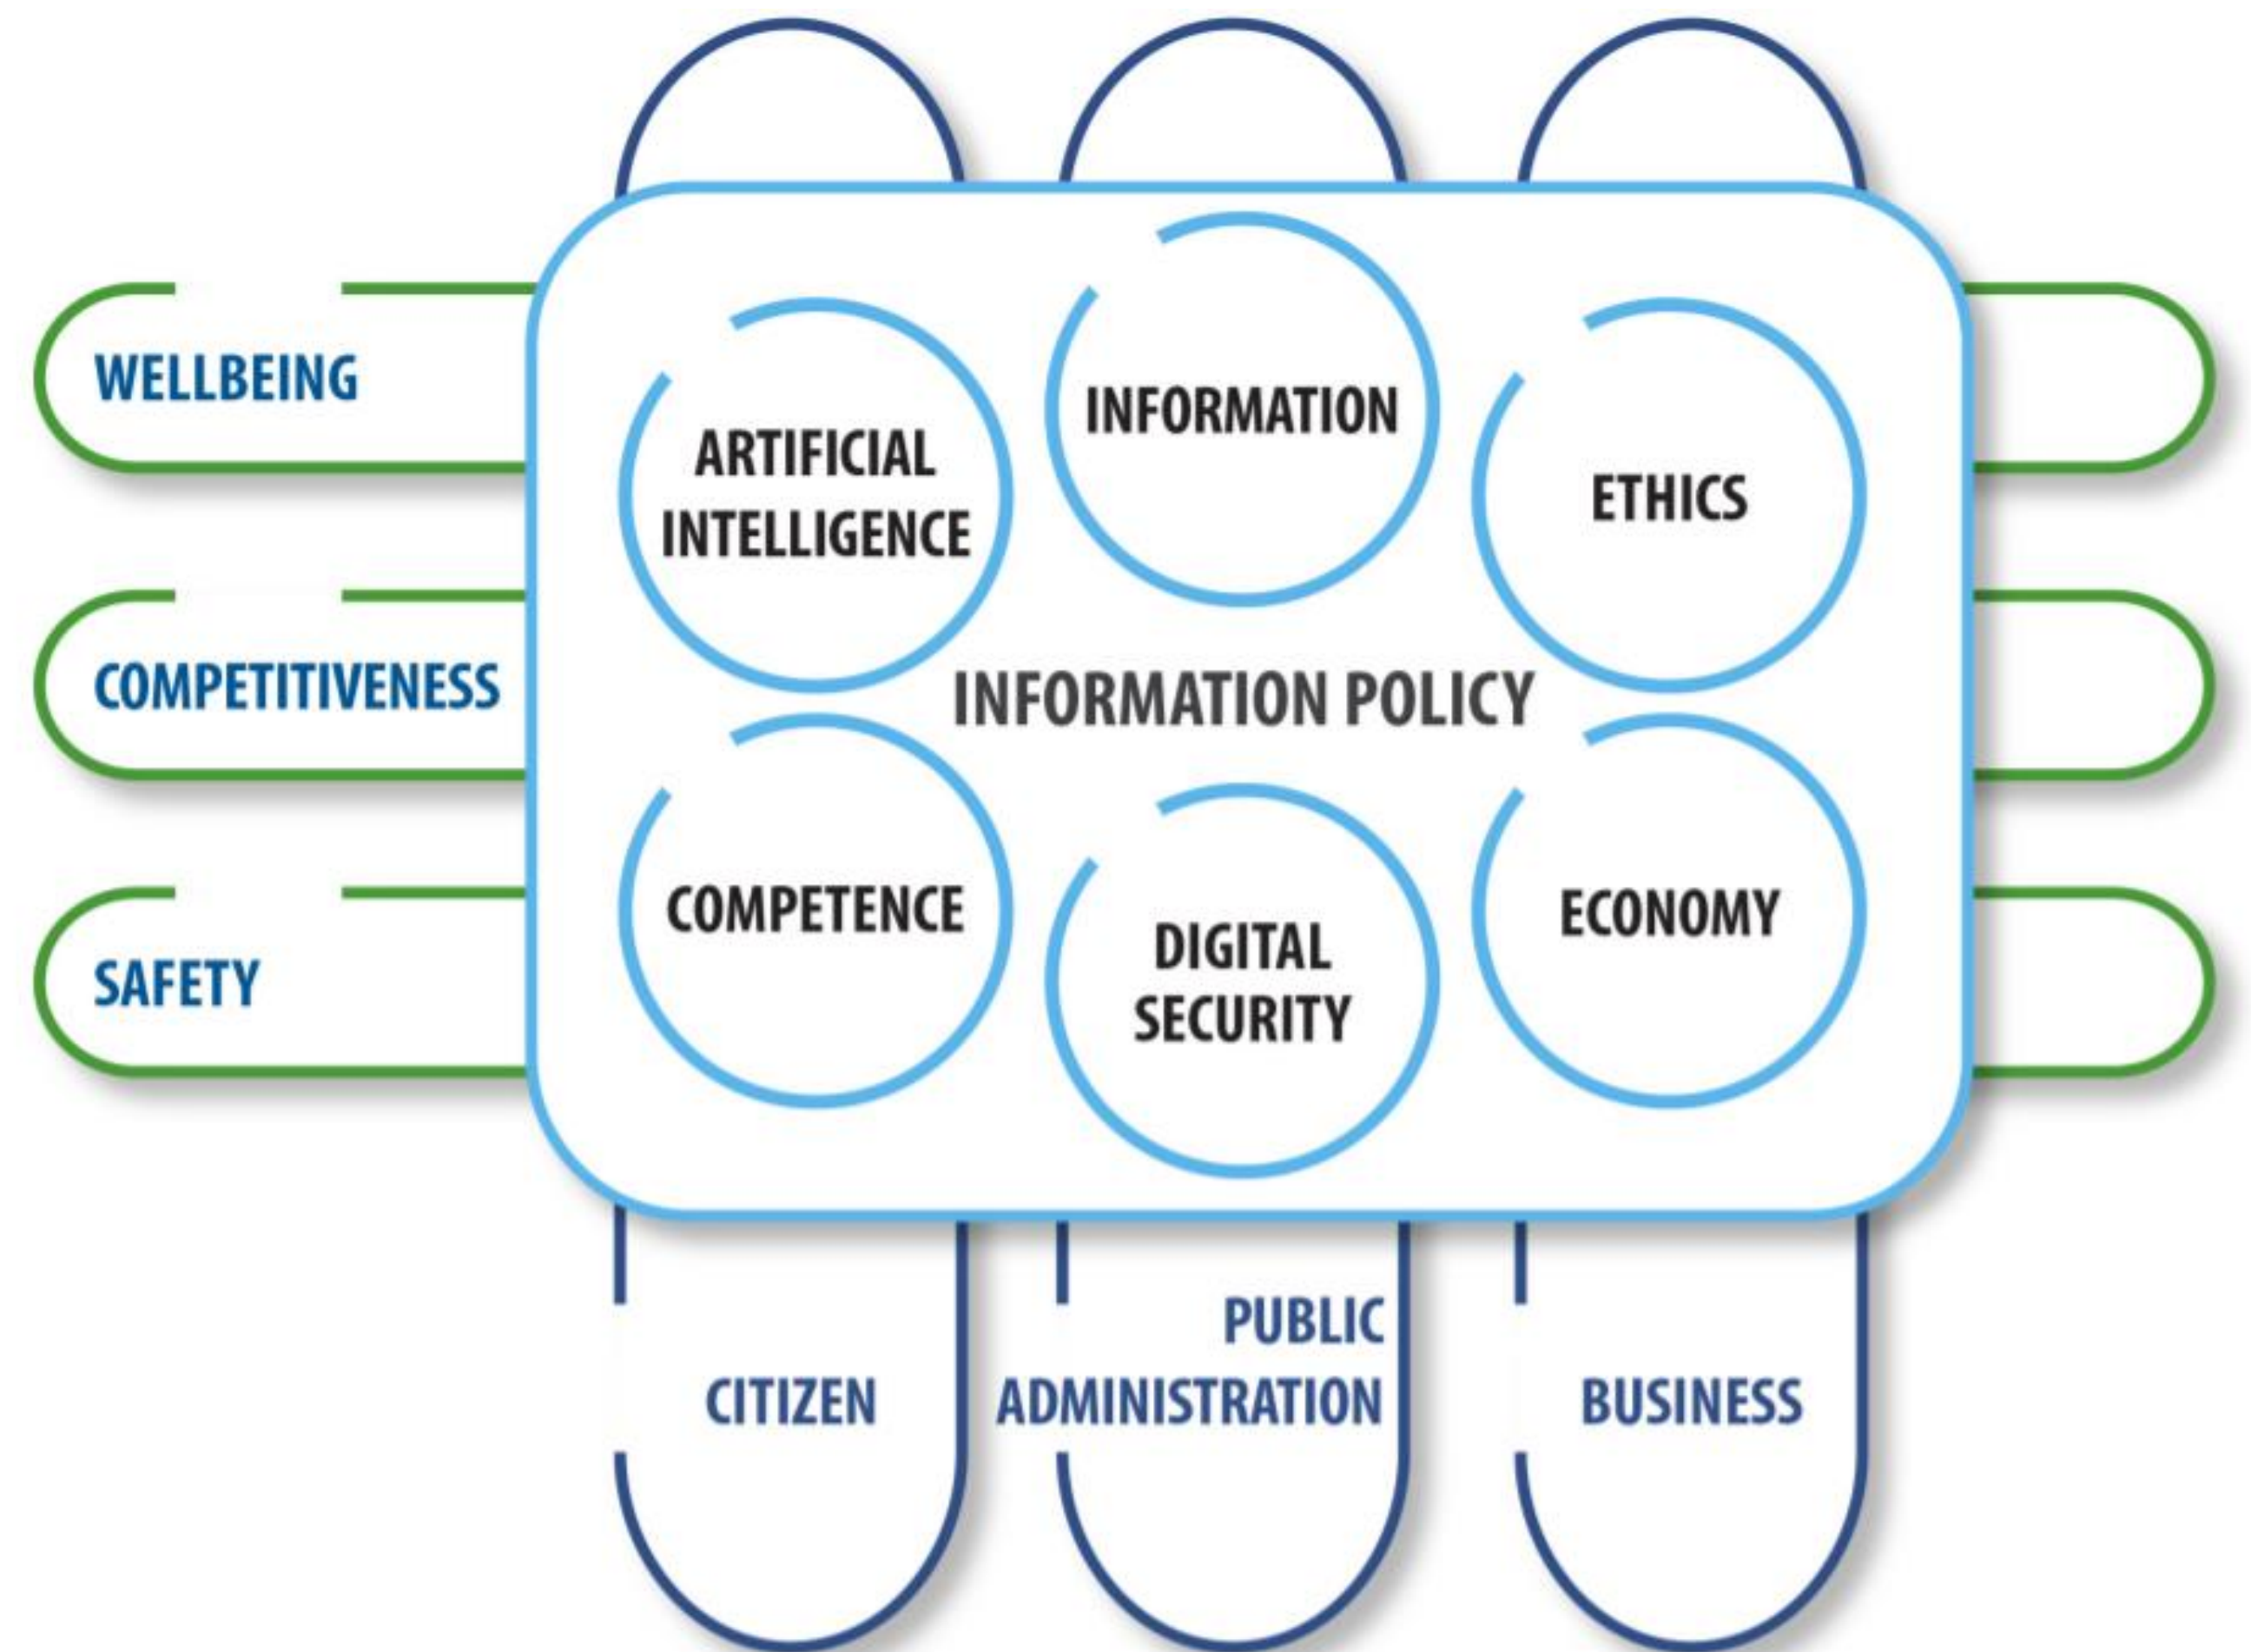 WELLBEING
COMPETITIVENESS
SAFETY
ARTIFICIAL
INTELLIGENCE
INFORMATION
ETHICS
INFORMATION POLICY
COMPETENCE
DIGITAL
SECURITY
ECONOMY
CITIZEN
PUBLIC
ADMINISTRATION
BUSINESS